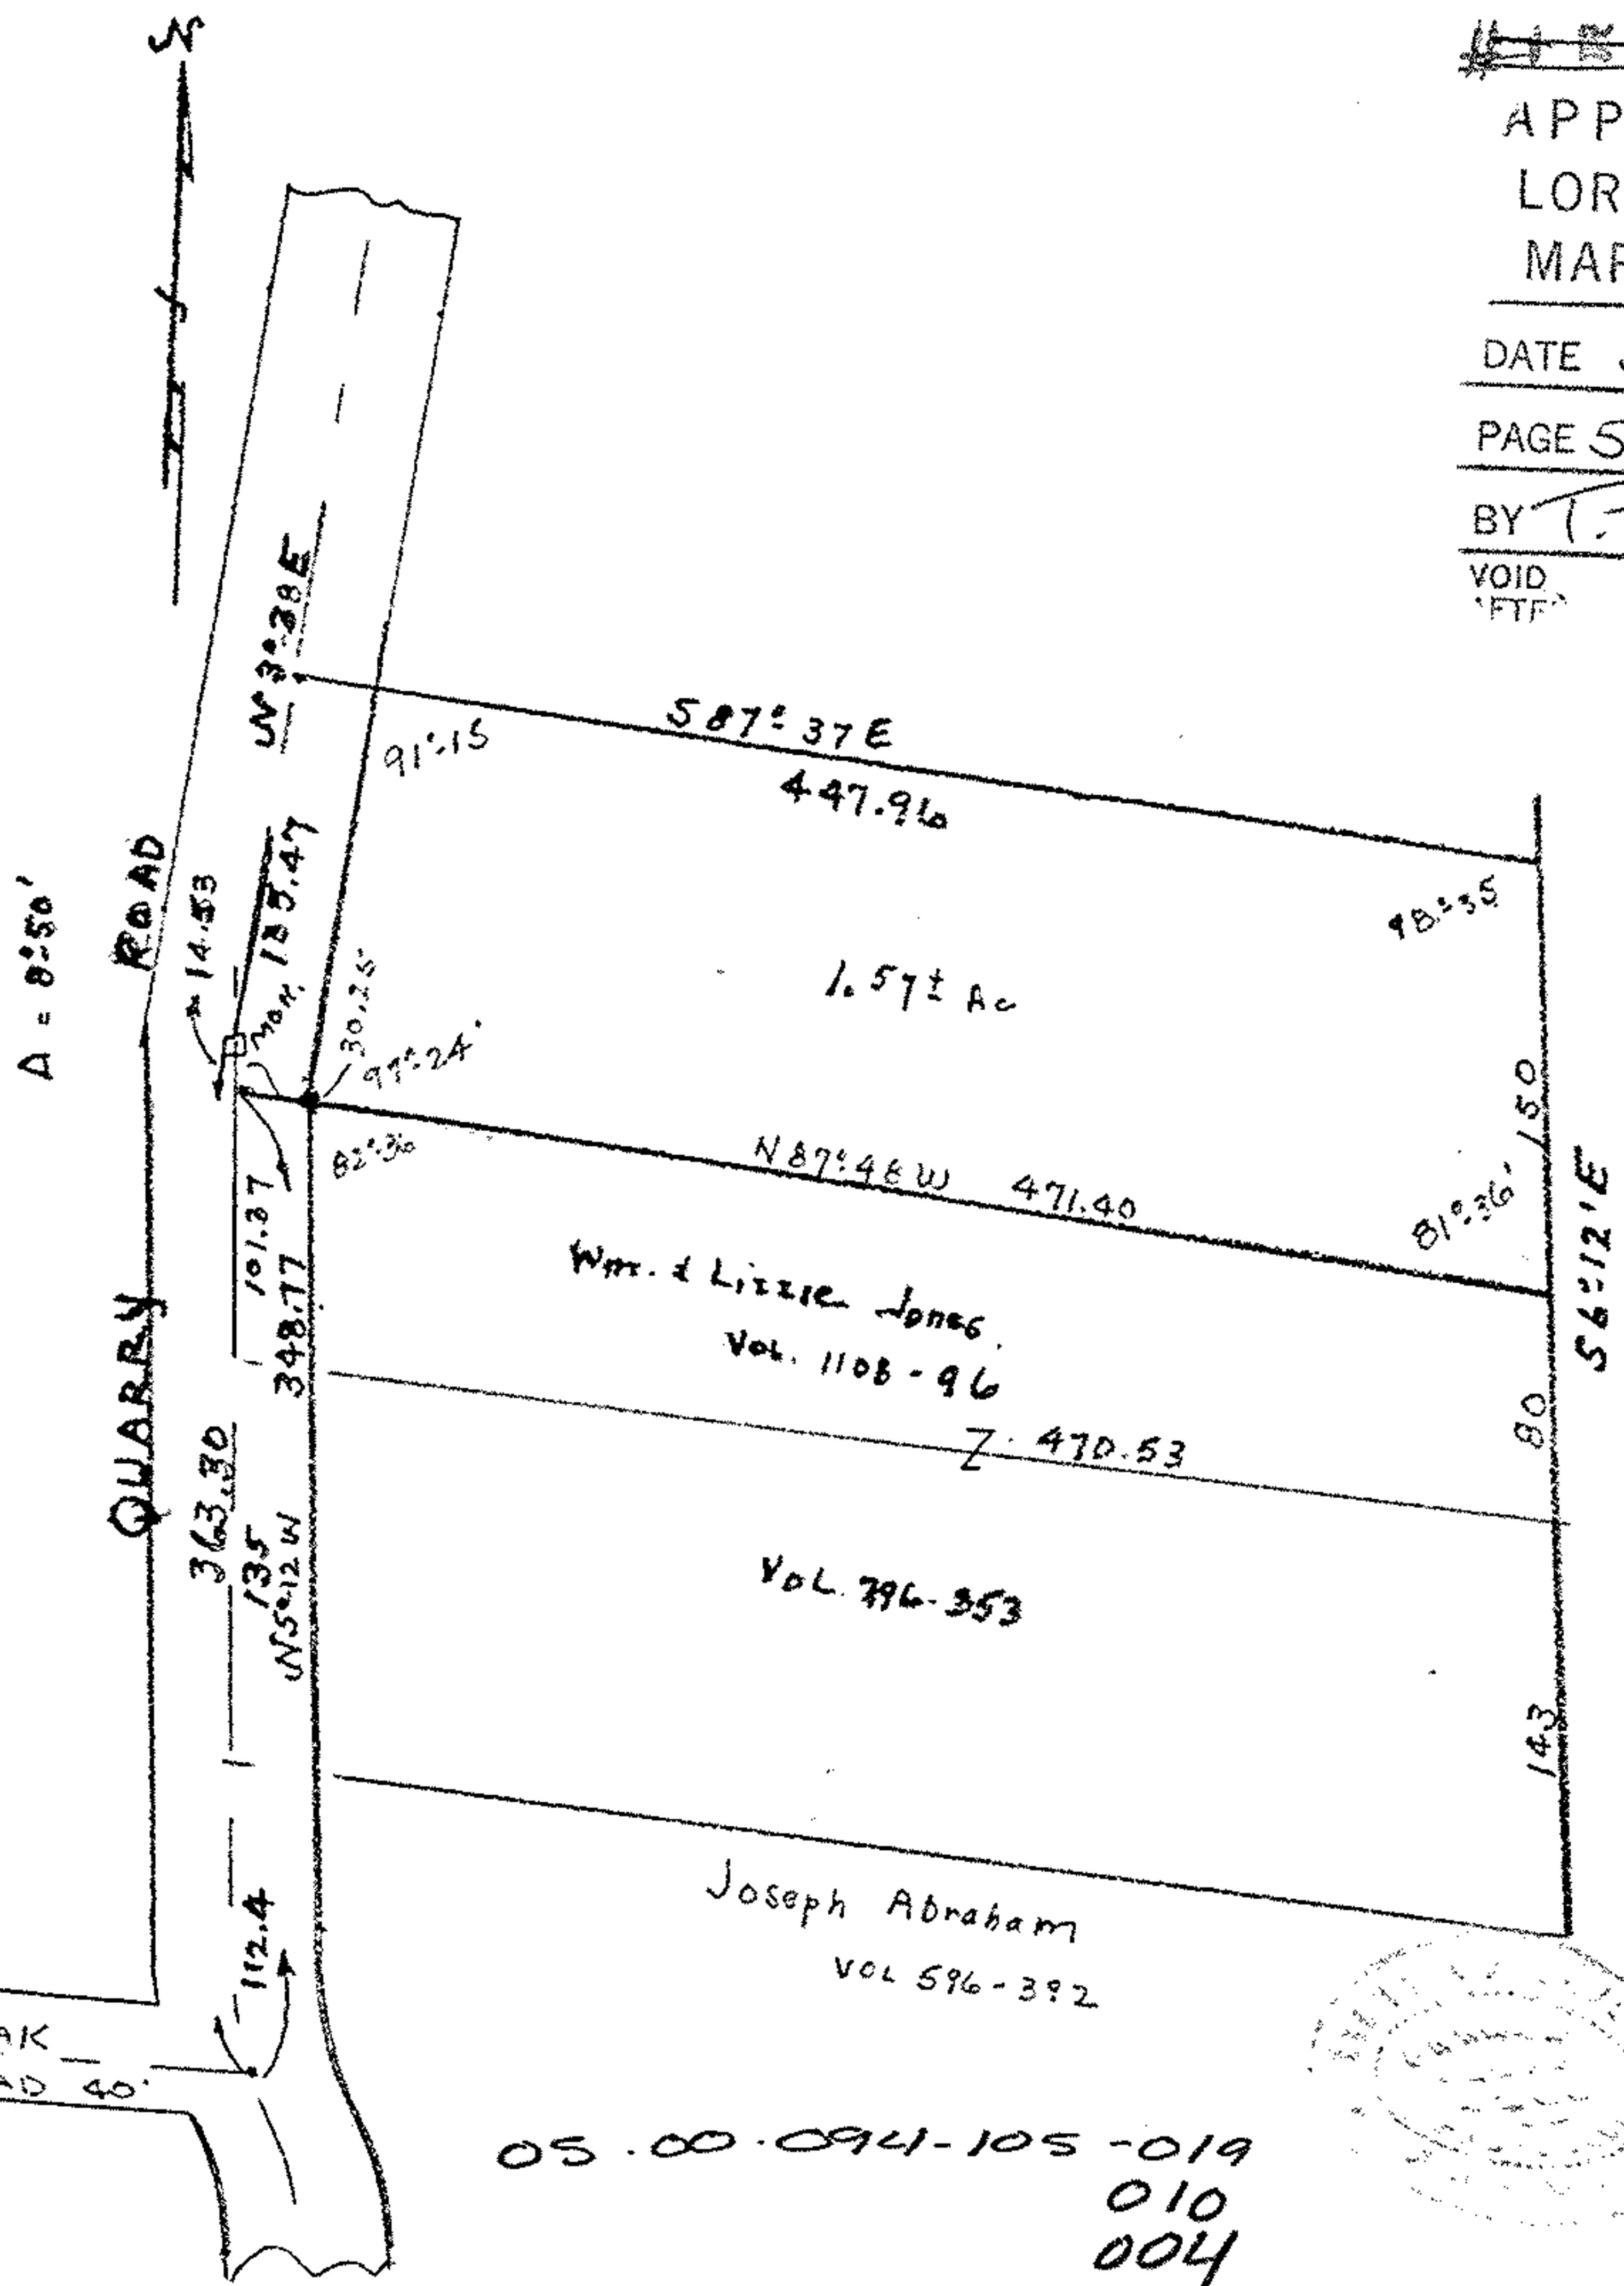 N
APP
LOR
MAP
DATE
PAGE 5
BY
VOID
N 3°-38 E
S 87°-37 E
447.96
91°-15
98°-35
1.57± Ac
Δ = 8°-50'
ROAD
14.53
135.47
30.25
97°-24'
82°-36
N 87°-48 W 471.40
81°-36'
150
S 6°-12' E
101.37
348.77
Wm. & Lizzie Jones
VOL. 1108 - 96
QUARRY
470.53
80
363.30
135
N 5°-12 W
VOL. 796-353
143
112.4
Joseph Abraham
VOL 596-392
AK
AD 40'
05.00.094-105-019
010
004